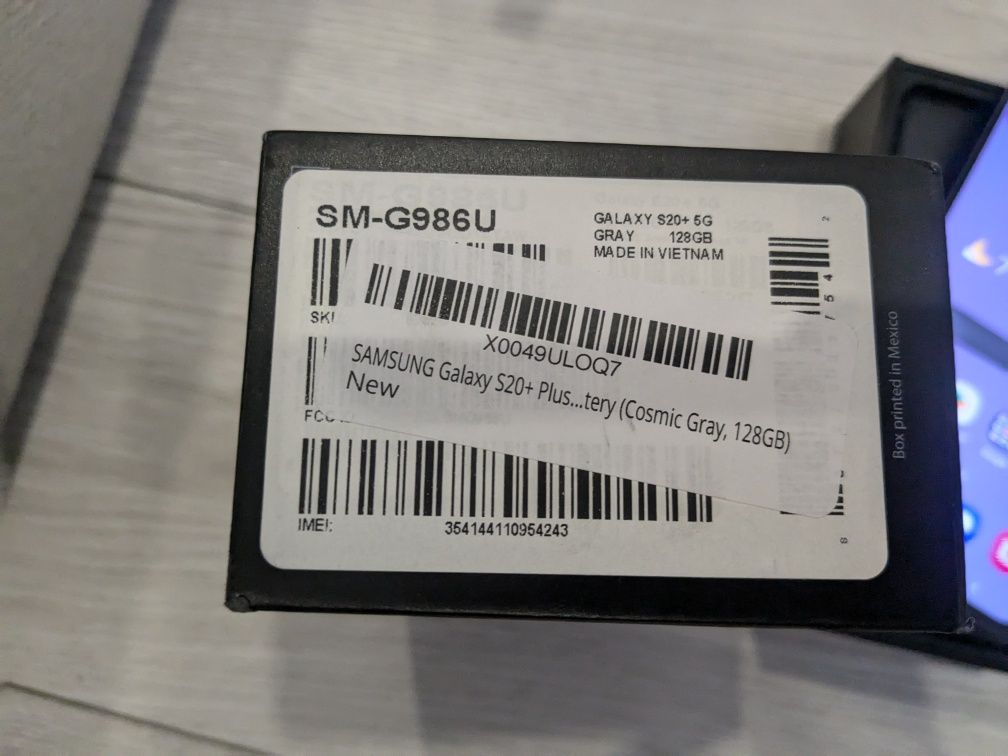 SM-G986U
GALAXY S20+ 5G
GRAY 128GB
MADE IN VIETNAM
X0049ULOQ7
SAMSUNG Galaxy S20+ Plus...tery (Cosmic Gray, 128GB)
New
IMEI: 354144110954243
Box printed in Mexico